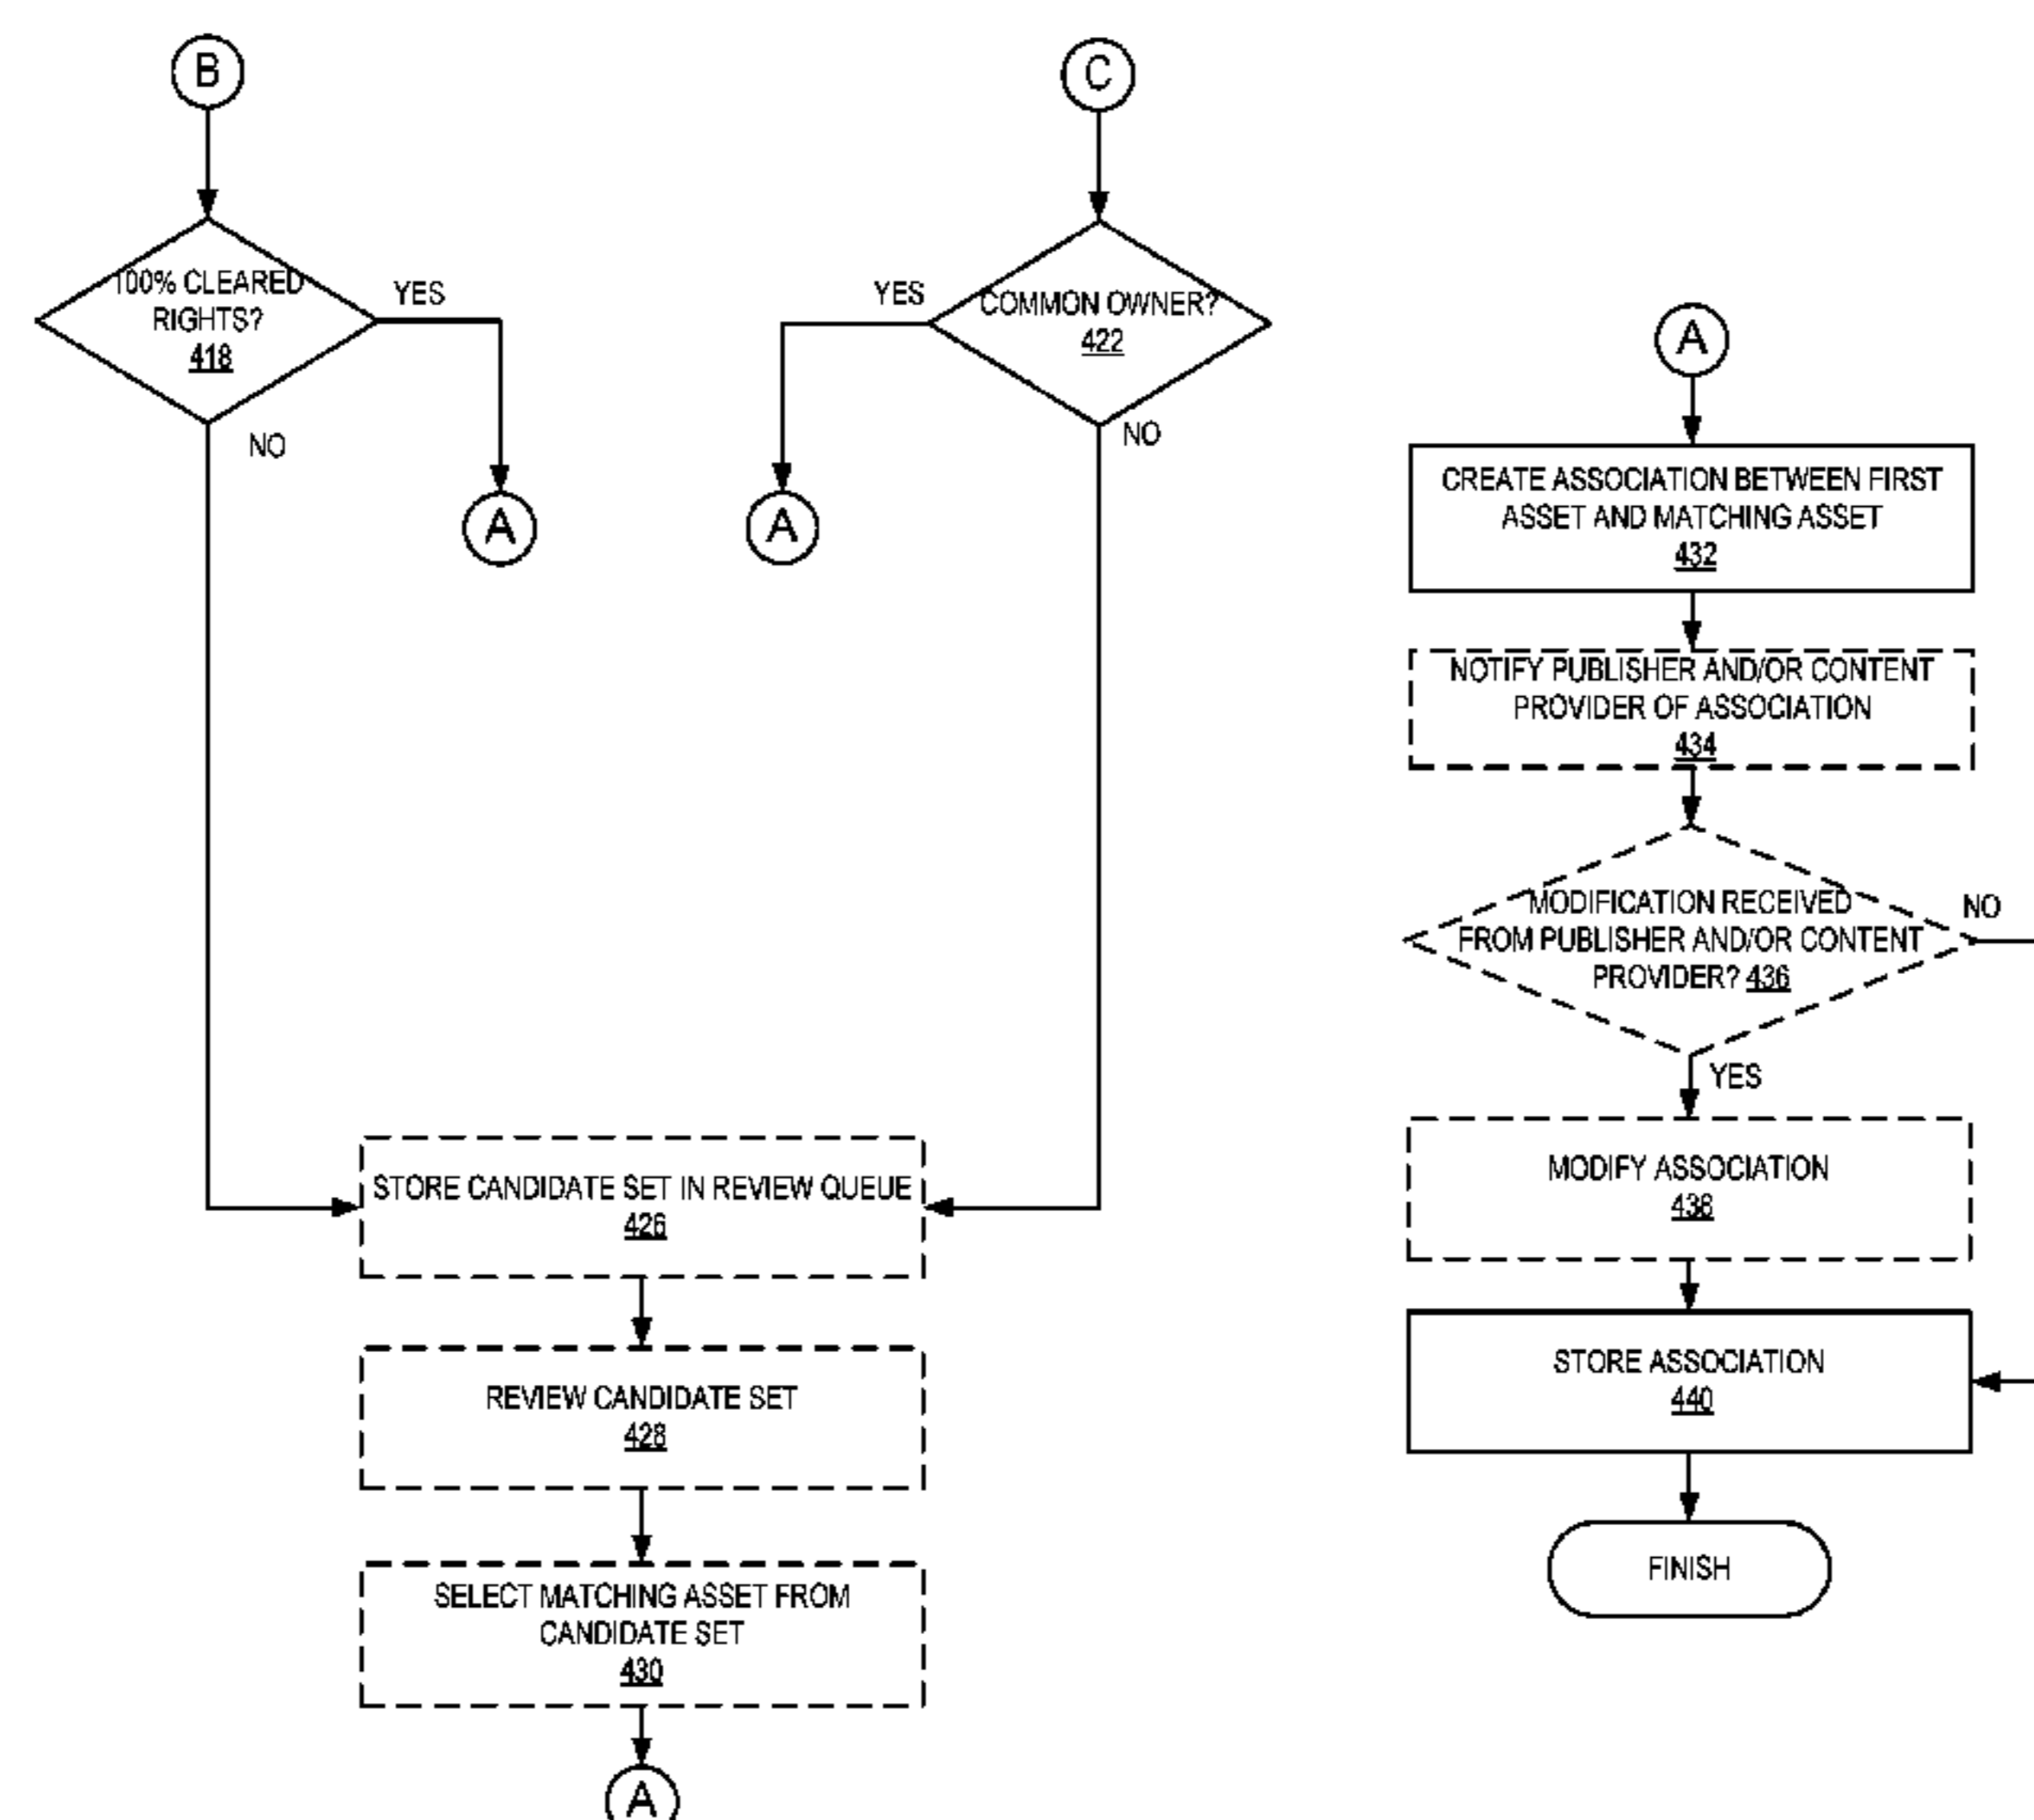 B
100% CLEARED
RIGHTS?
418
YES
NO
A
C
COMMON OWNER?
422
YES
NO
A
STORE CANDIDATE SET IN REVIEW QUEUE
426
REVIEW CANDIDATE SET
428
SELECT MATCHING ASSET FROM
CANDIDATE SET
430
A
A
CREATE ASSOCIATION BETWEEN FIRST
ASSET AND MATCHING ASSET
432
NOTIFY PUBLISHER AND/OR CONTENT
PROVIDER OF ASSOCIATION
434
MODIFICATION RECEIVED
FROM PUBLISHER AND/OR CONTENT
PROVIDER? 436
NO
YES
MODIFY ASSOCIATION
438
STORE ASSOCIATION
440
FINISH